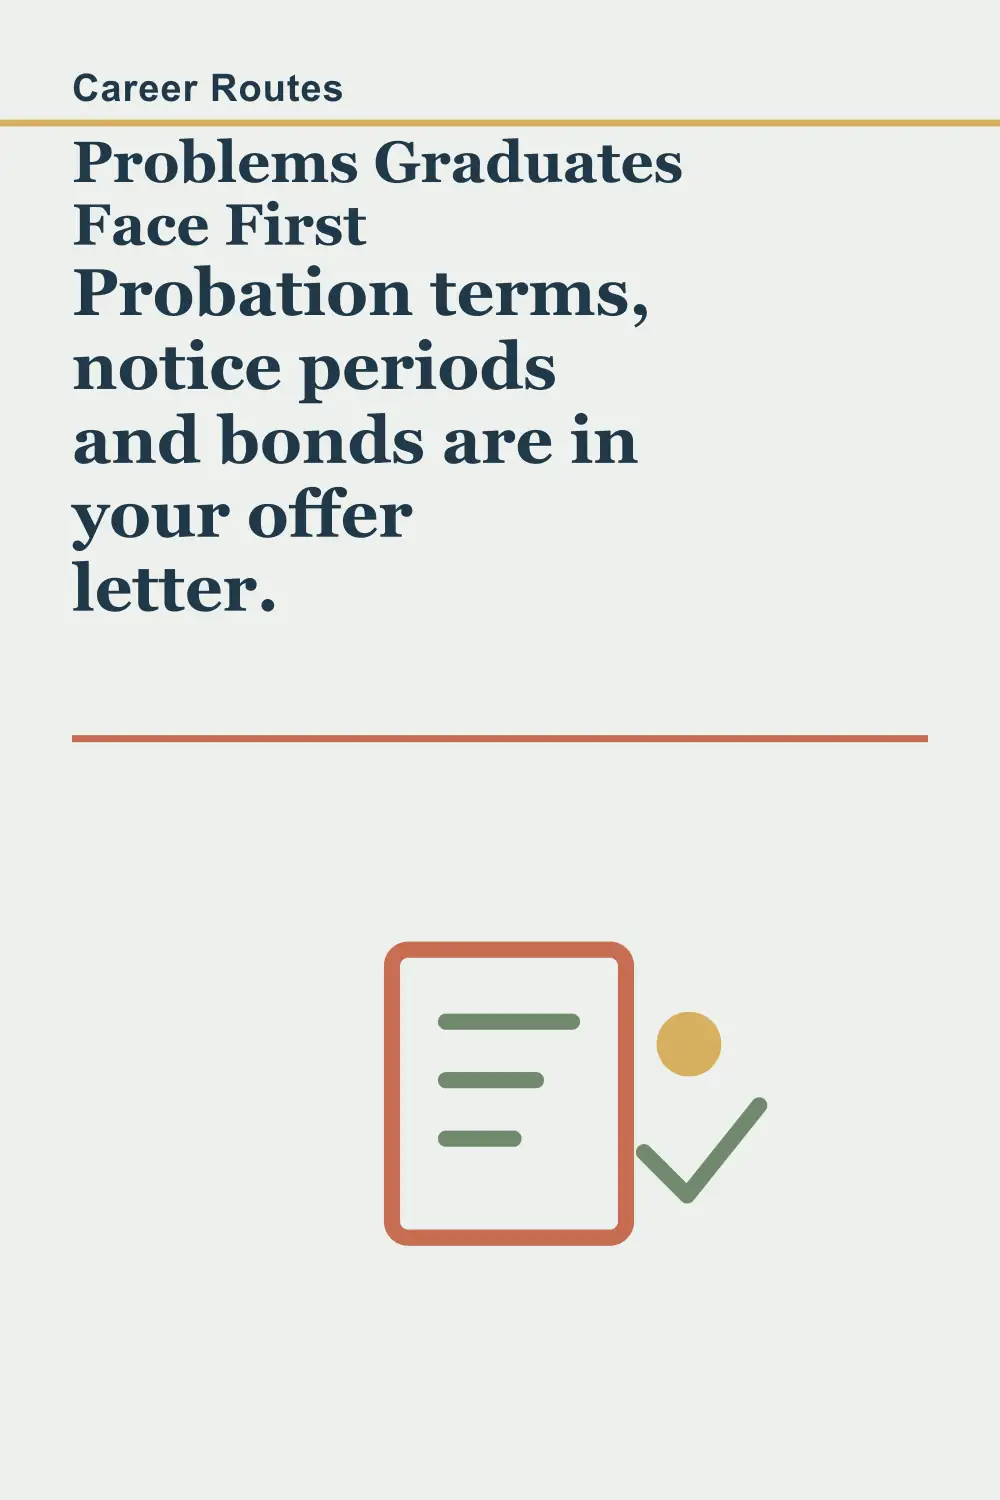 Career Routes
Problems Graduates
Face First
Probation terms,
notice periods
and bonds are in
your offer
letter.